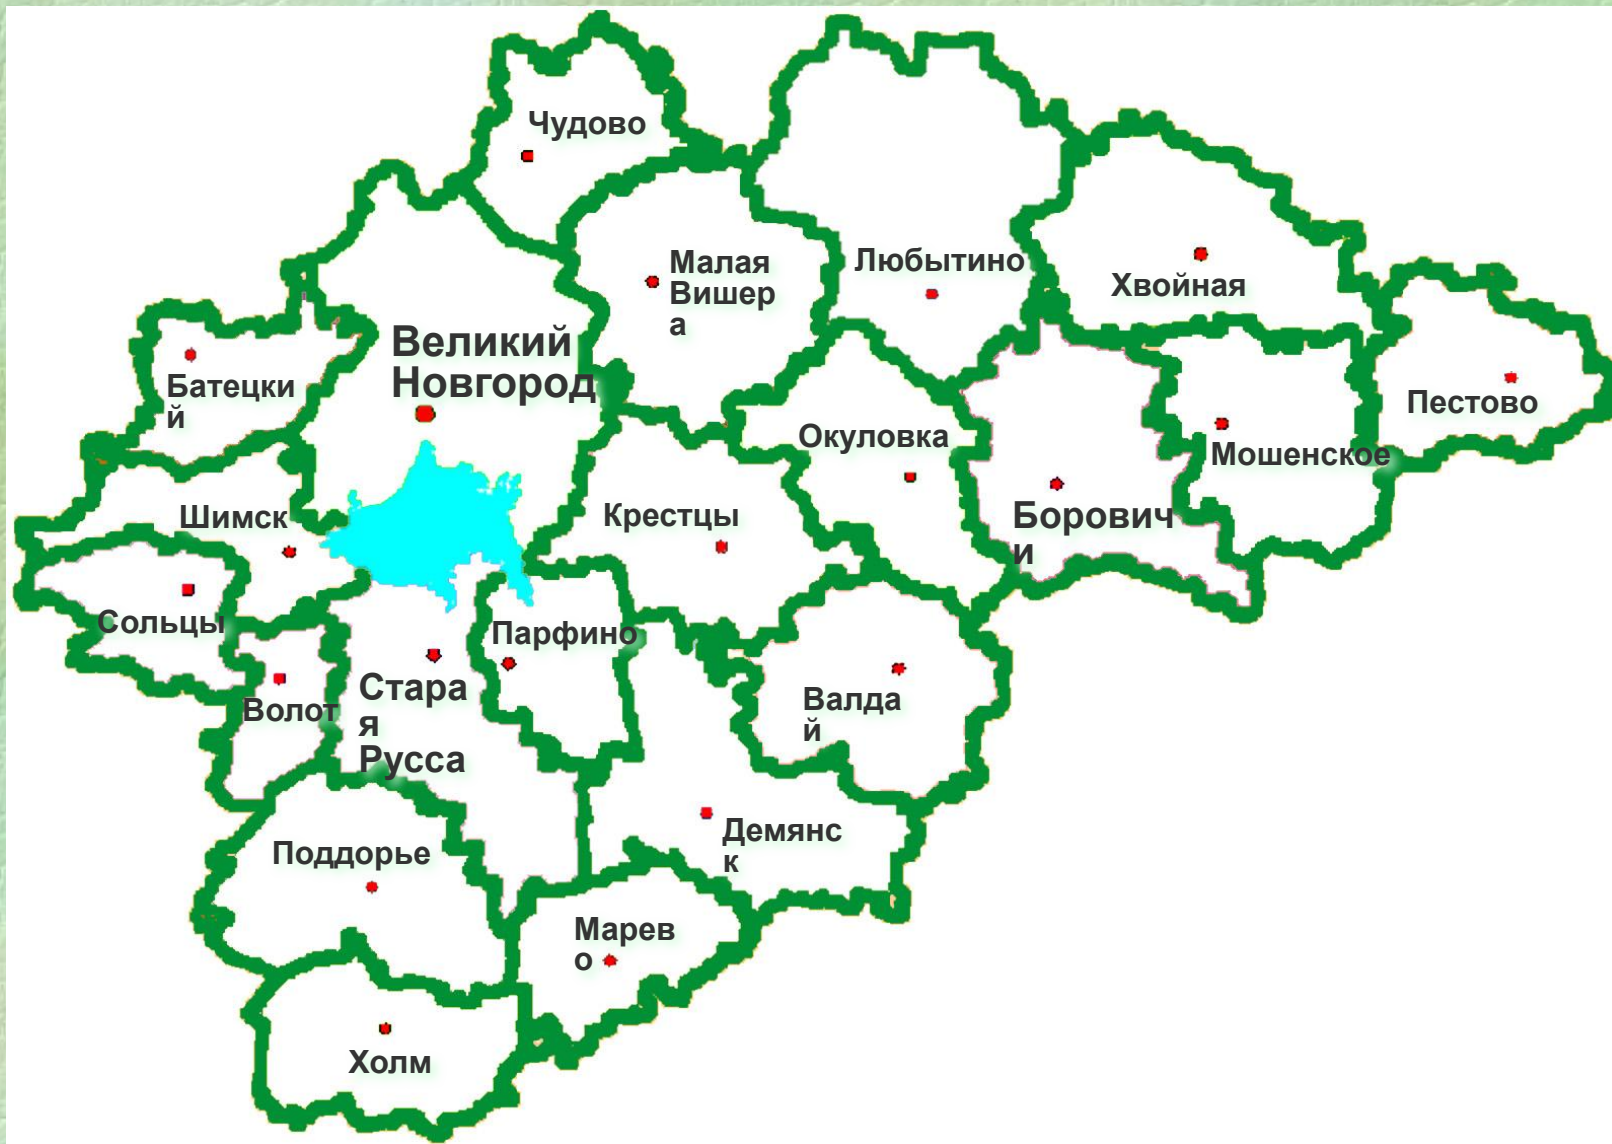 Чудово
Малая
Вишер
а
Любытино
Хвойная
Великий
Новгород
Батецки
й
Пестово
Окуловка
Мошенское
Шимск
Крестцы
Борович
и
Сольцы
Парфино
Волот
Стара
я
Русса
Валда
й
Демянс
к
Поддорье
Марев
о
Холм